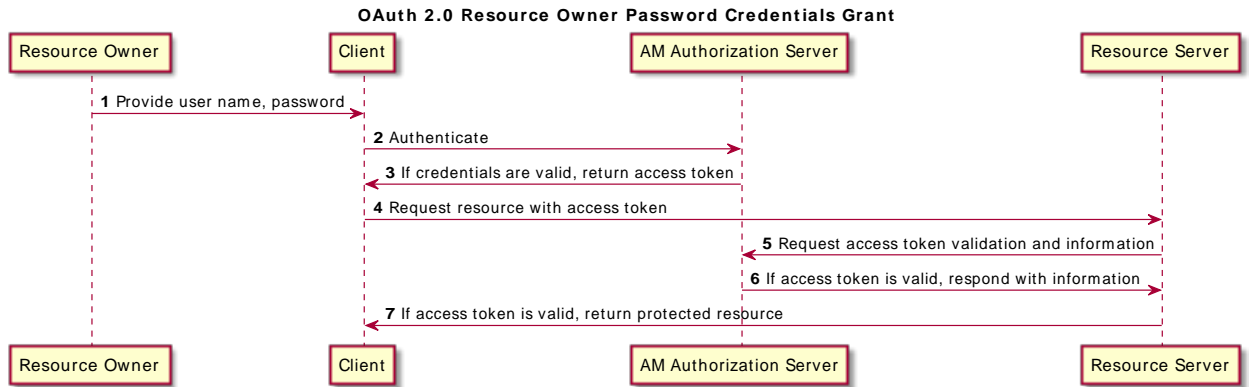 OAuth 2.0 Resource Owner Password Credentials Grant
Resource Owner
Client
AM Authorization Server
Resource Server
1 Provide user name, password
2 Authenticate
3 If credentials are valid, return access token
4 Request resource with access token
5 Request access token validation and information
6 If access token is valid, respond with information
7 If access token is valid, return protected resource
Resource Owner
Client
AM Authorization Server
Resource Server